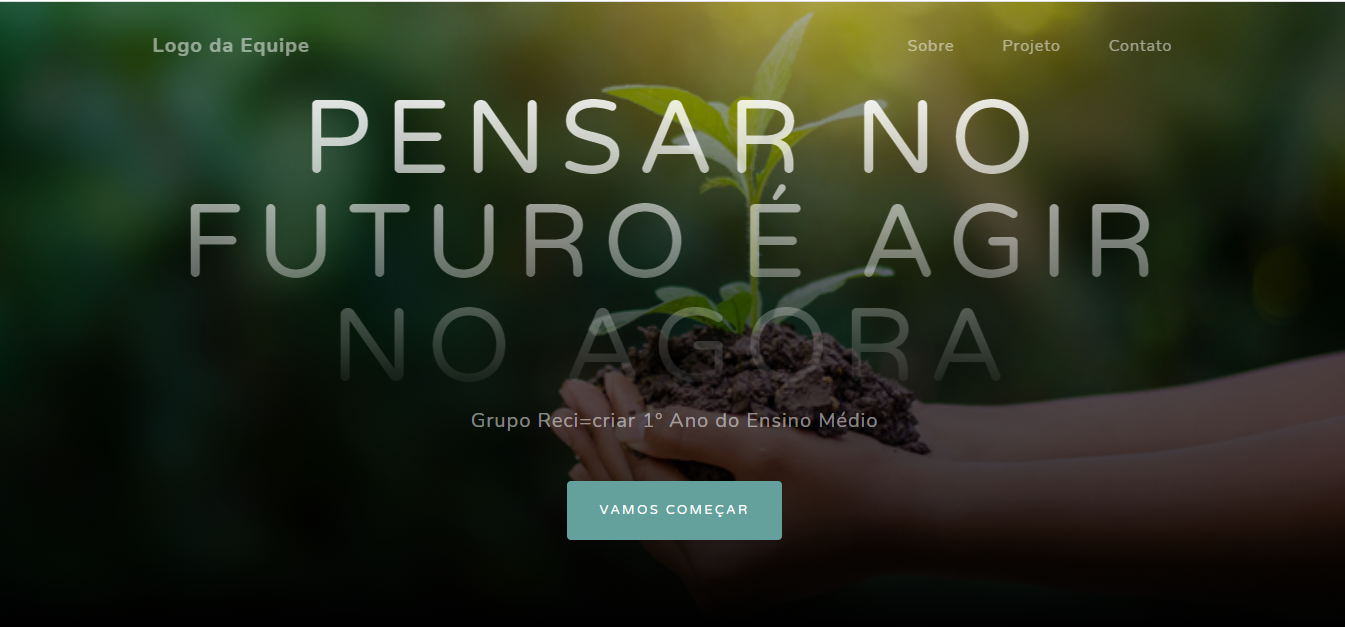 Logo da Equipe
Sobre
Projeto
Contato
PENSAR NO
FUTURO É AGIR
NO AGORA
Grupo Reci=criar 1º Ano do Ensino Médio
VAMOS COMEÇAR